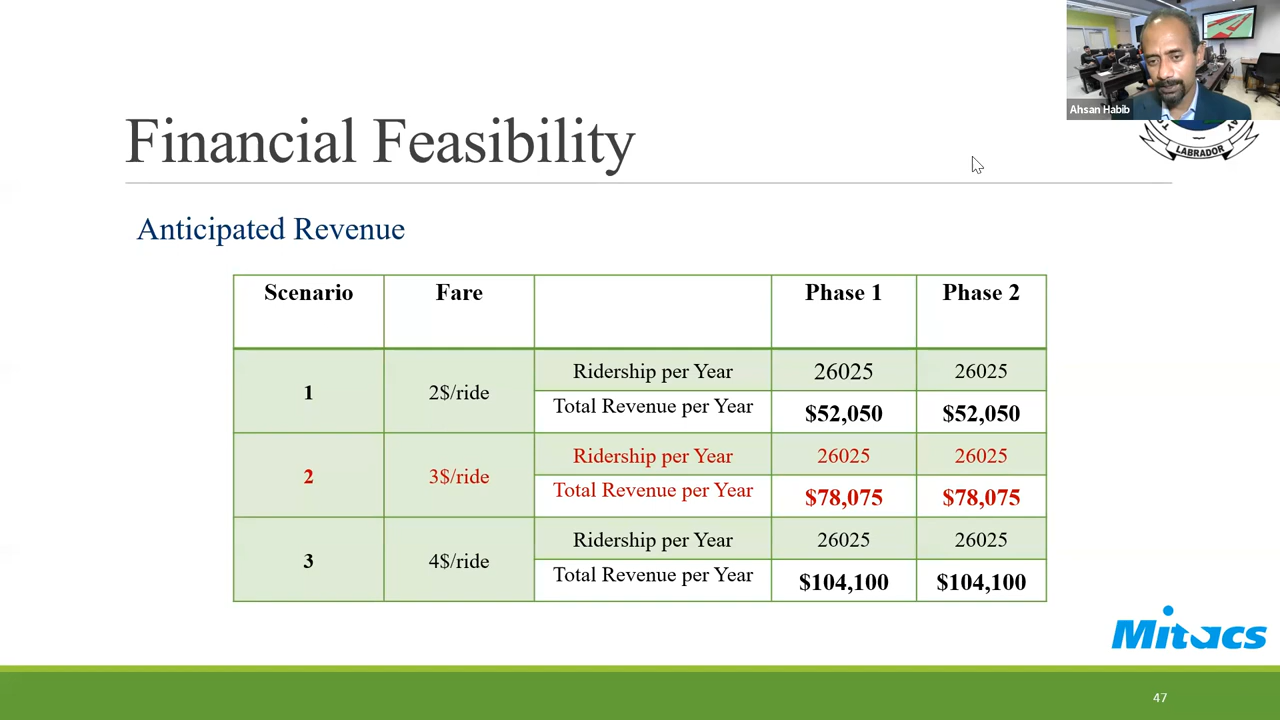 Ahsan Habib
LABRADOR
Financial Feasibility
Anticipated Revenue
Scenario Fare Phase 1 Phase 2
1 2$/ride Ridership per Year 26025 26025
Total Revenue per Year $52,050 $52,050
2 3$/ride Ridership per Year 26025 26025
Total Revenue per Year $78,075 $78,075
3 4$/ride Ridership per Year 26025 26025
Total Revenue per Year $104,100 $104,100
Mitacs
47